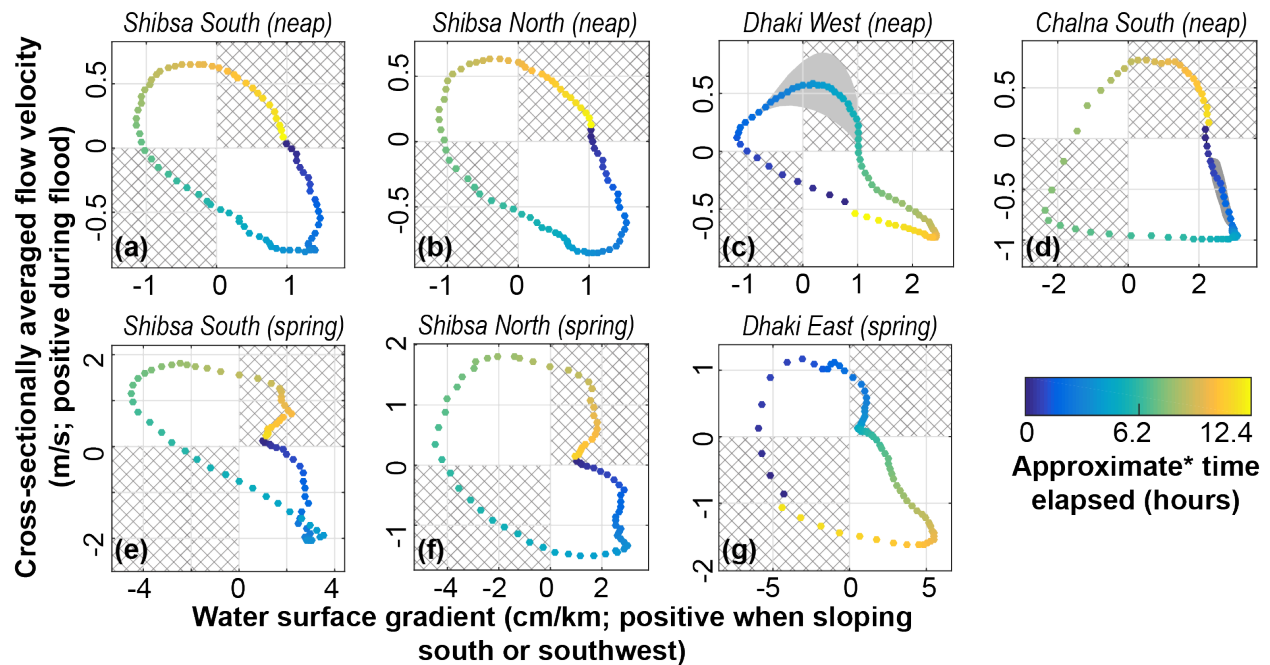 Shibsa South (neap)
Shibsa North (neap)
Dhaki West (neap)
Chalna South (neap)
Cross-sectionally averaged flow velocity
(m/s; positive during flood)
0.5
0
-0.5
(a)
-1
0
1
0.5
0
-0.5
(b)
-1
0
1
0.5
0
-0.5
(c)
-1
0
1
2
0.5
0
-0.5
-1
(d)
-2
0
2
Shibsa South (spring)
Shibsa North (spring)
Dhaki East (spring)
2
0
-2
(e)
-4
-2
0
2
4
2
1
0
-1
(f)
-4
-2
0
2
1
0
-1
-2
(g)
-5
0
5
0
6.2
12.4
Approximate* time
elapsed (hours)
Water surface gradient (cm/km; positive when sloping
south or southwest)